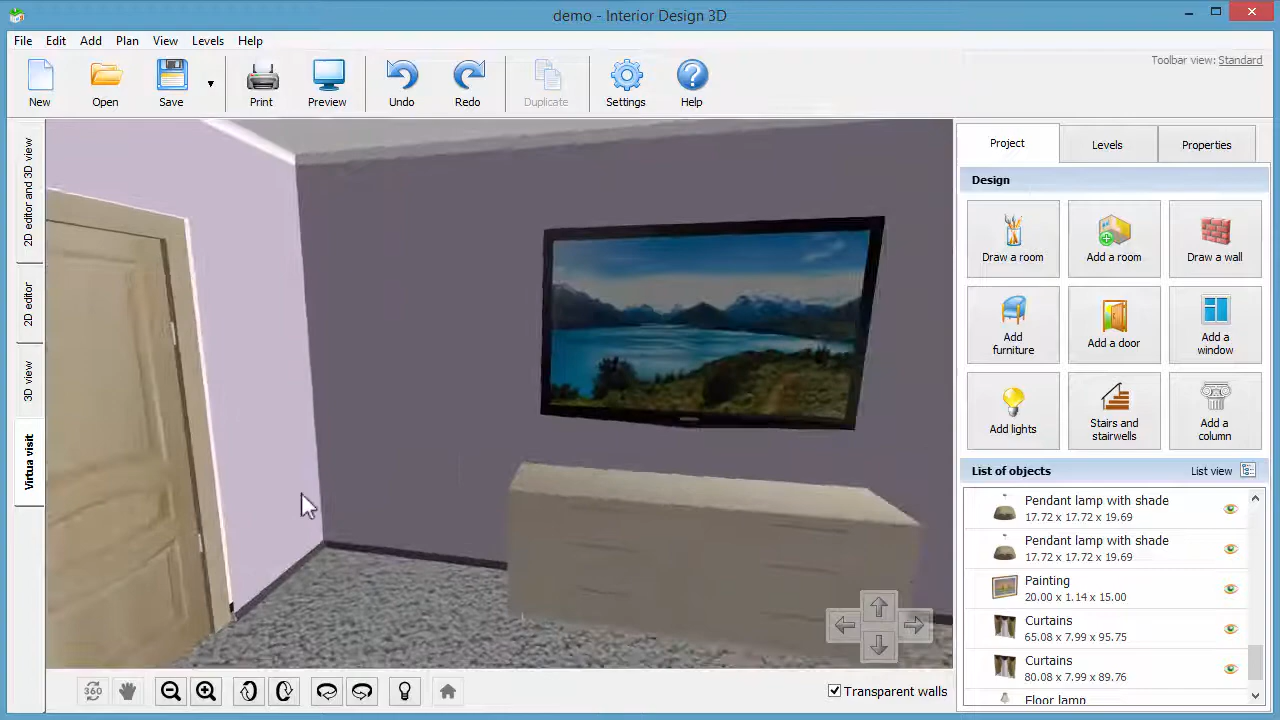 demo - Interior Design 3D
File Edit Add Plan View Levels Help
Toolbar view: Standard
New Open Save Print Preview Undo Redo Duplicate Settings Help
2D editor and 3D view
2D editor
3D view
Virtua visit
Project Levels Properties
Design
Draw a room Add a room Draw a wall
Add furniture Add a door Add a window
Add lights Stairs and stairwells Add a column
List of objects List view
Pendant lamp with shade
17.72 x 17.72 x 19.69
Pendant lamp with shade
17.72 x 17.72 x 19.69
Painting
20.00 x 1.14 x 15.00
Curtains
65.08 x 7.99 x 95.75
Curtains
80.08 x 7.99 x 89.76
Floor lamp
360
Transparent walls